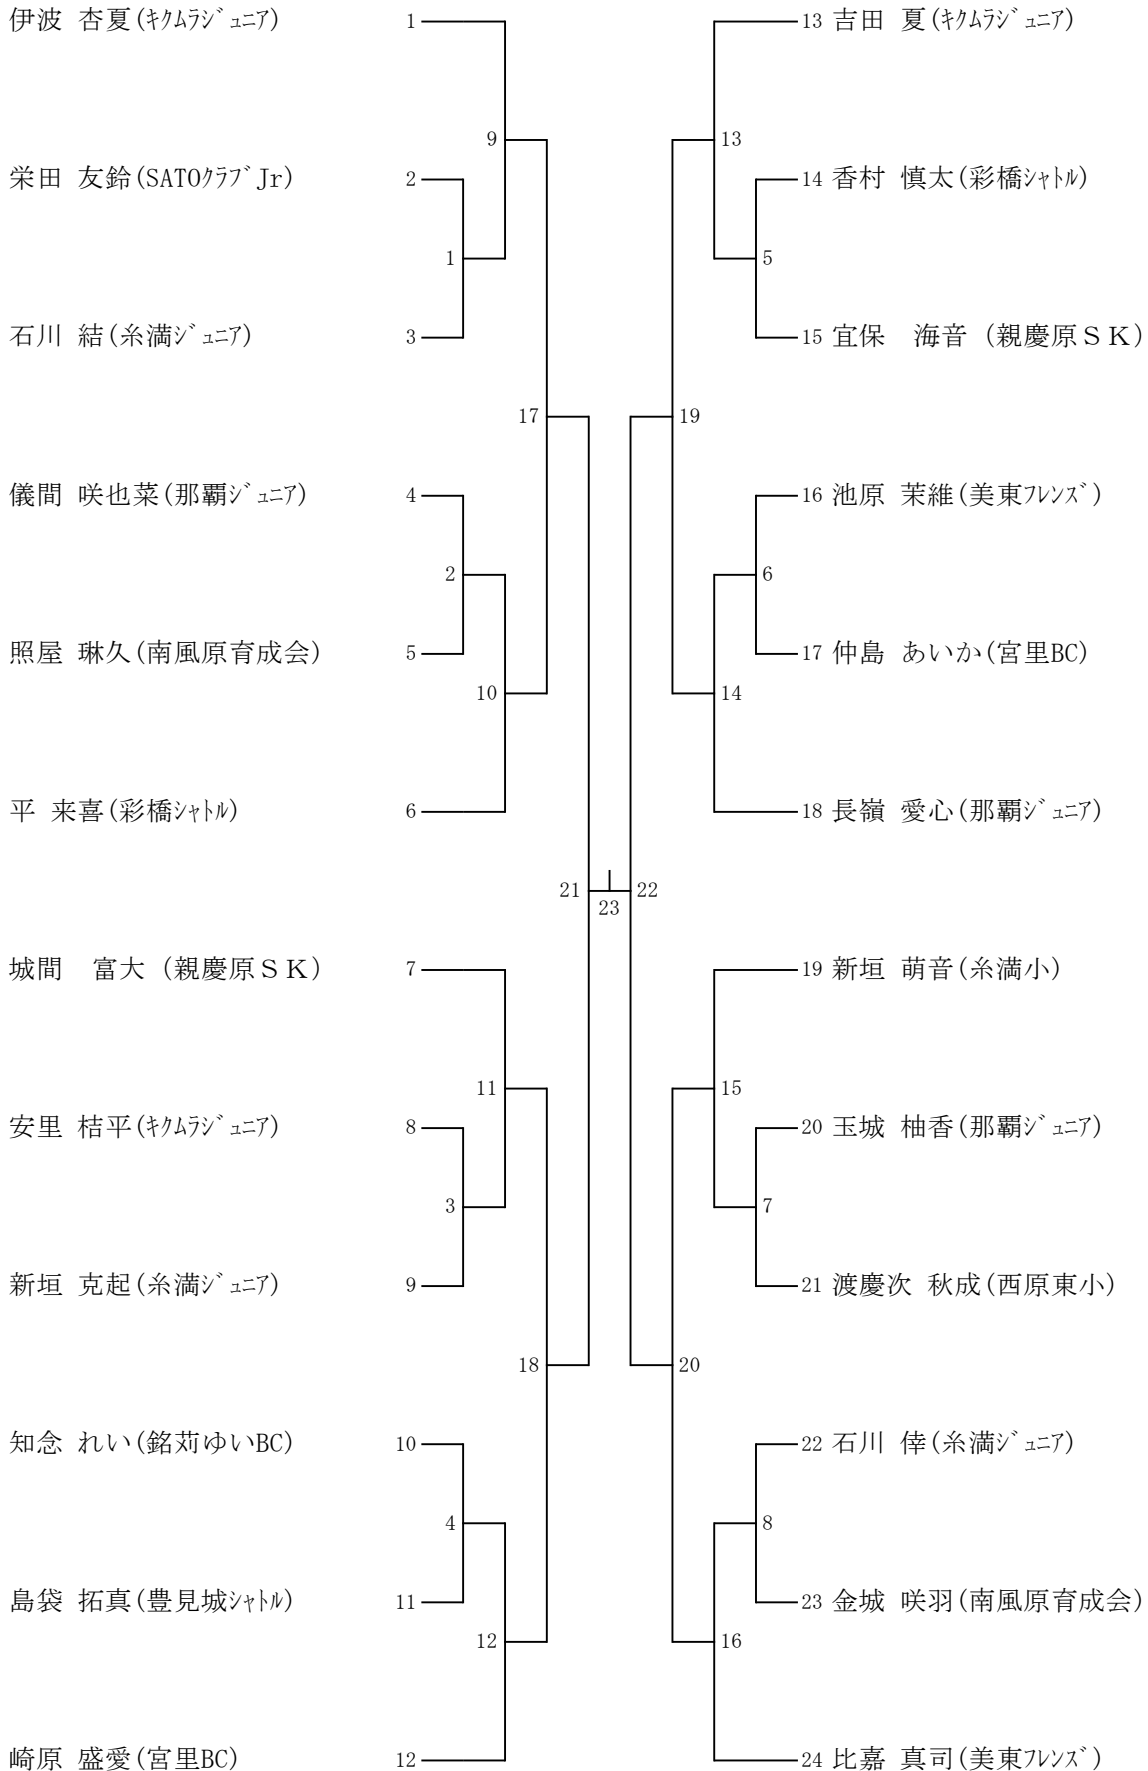 伊波 杏夏(ｷｸﾑﾗｼﾞｭﾆｱ) 1
9
栄田 友鈴(SATOｸﾗﾌﾞJr) 2
1
石川 結(糸満ｼﾞｭﾆｱ) 3
17
儀間 咲也菜(那覇ｼﾞｭﾆｱ) 4
2
照屋 琳久(南風原育成会) 5
10
平 来喜(彩橋ｼｬﾄﾙ) 6
21
23
城間　富大（親慶原ＳＫ） 7
11
安里 桔平(ｷｸﾑﾗｼﾞｭﾆｱ) 8
3
新垣 克起(糸満ｼﾞｭﾆｱ) 9
18
知念 れい(銘苅ゆいBC) 10
4
島袋 拓真(豊見城ｼｬﾄﾙ) 11
12
崎原 盛愛(宮里BC) 12
13 吉田 夏(ｷｸﾑﾗｼﾞｭﾆｱ)
13
14 香村 慎太(彩橋ｼｬﾄﾙ)
5
15 宜保　海音（親慶原ＳＫ）
19
16 池原 茉維(美東ﾌﾚﾝｽﾞ)
6
17 仲島 あいか(宮里BC)
14
18 長嶺 愛心(那覇ｼﾞｭﾆｱ)
22
19 新垣 萌音(糸満小)
15
20 玉城 柚香(那覇ｼﾞｭﾆｱ)
7
21 渡慶次 秋成(西原東小)
20
22 石川 倖(糸満ｼﾞｭﾆｱ)
8
23 金城 咲羽(南風原育成会)
16
24 比嘉 真司(美東ﾌﾚﾝｽﾞ)